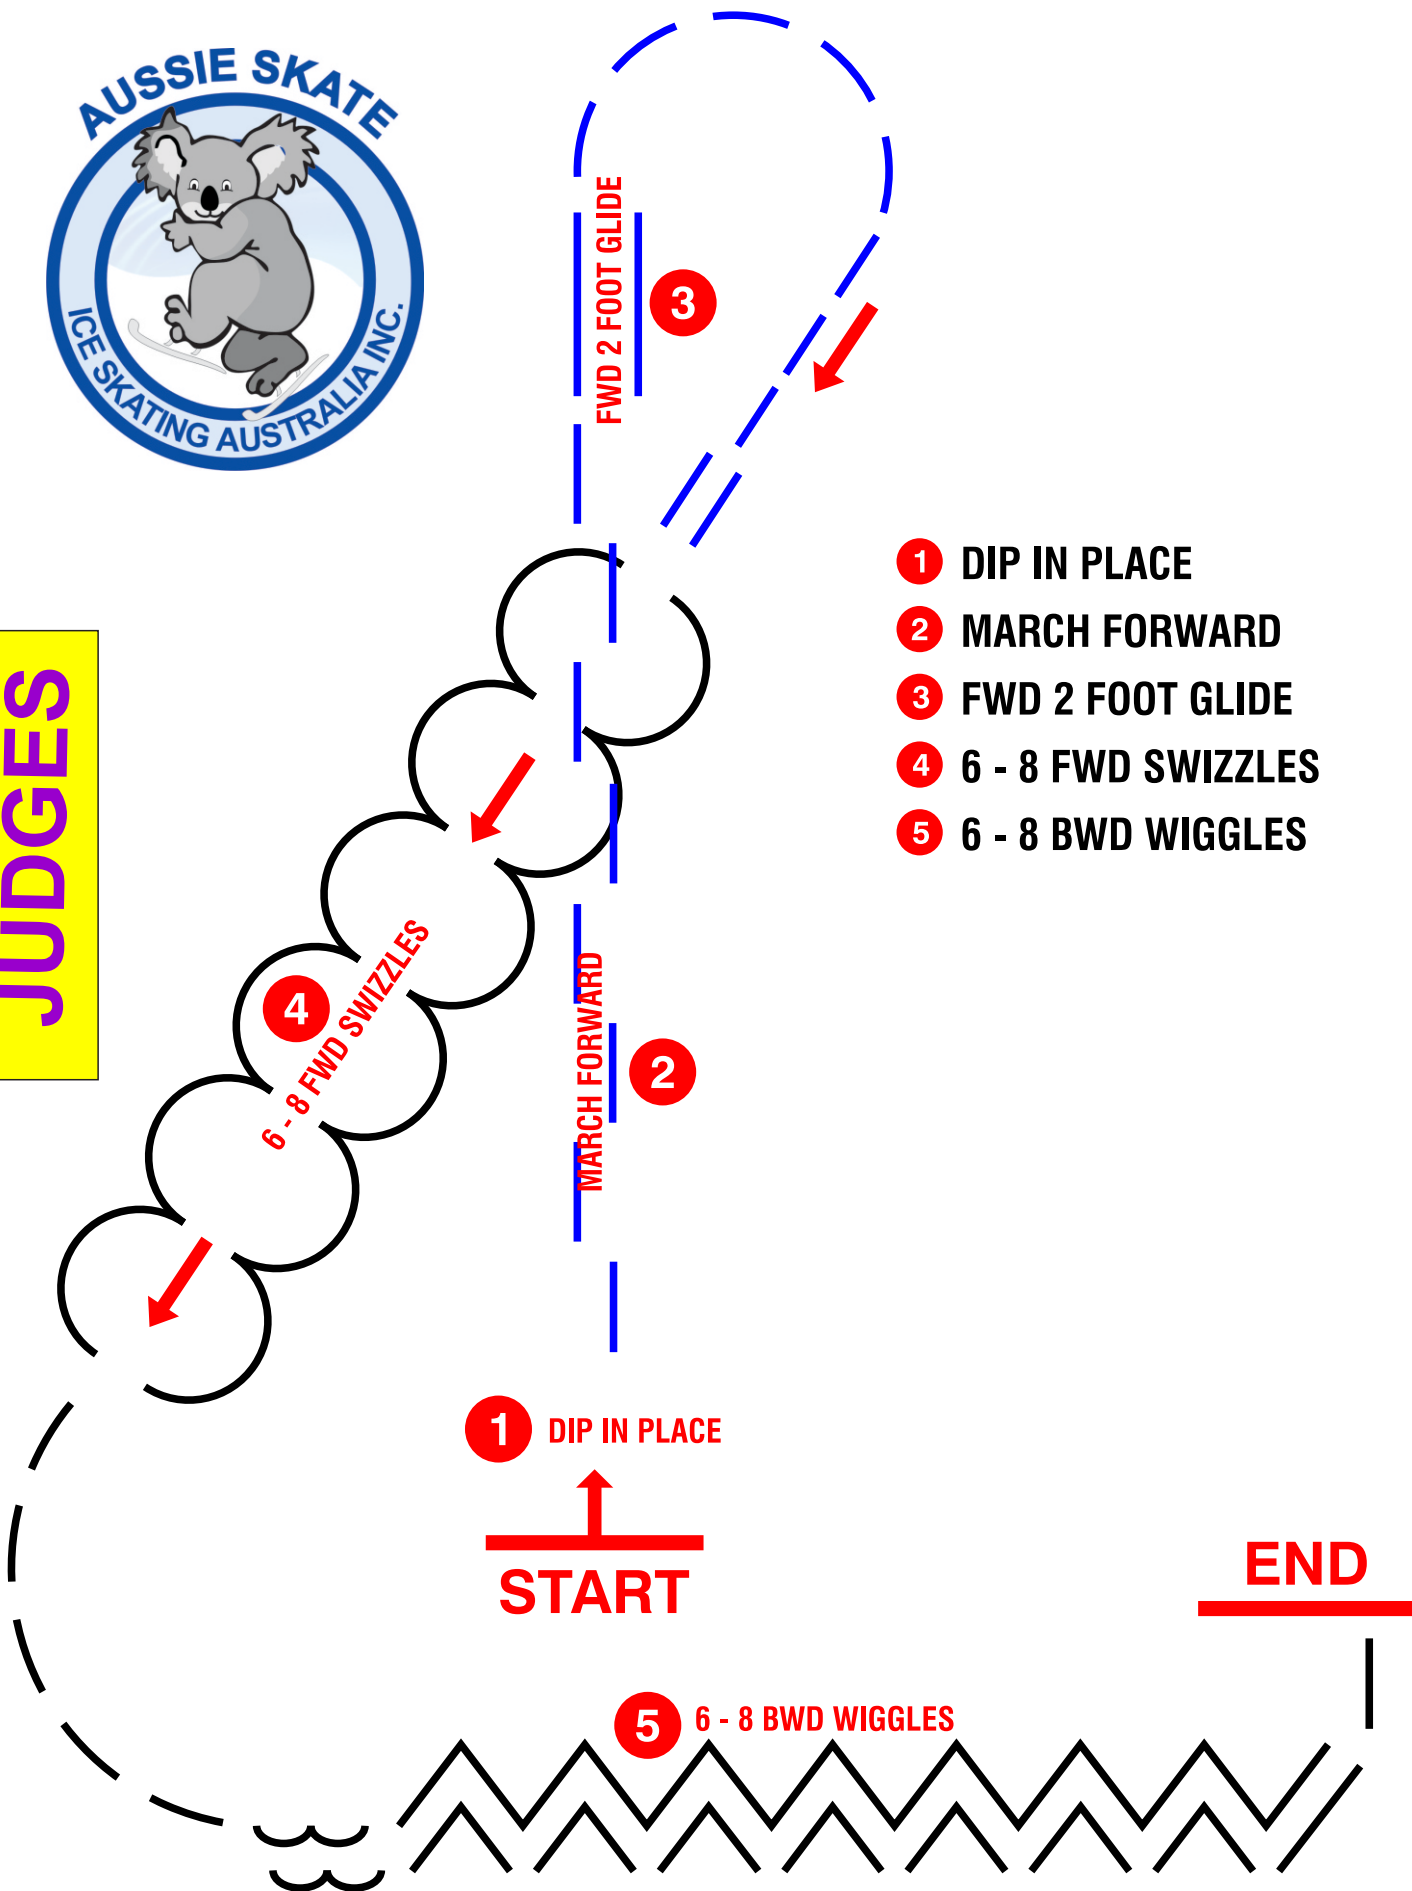 AUSSIE SKATE
ICE SKATING AUSTRALIA INC.
FWD 2 FOOT GLIDE
3
1 DIP IN PLACE
2 MARCH FORWARD
3 FWD 2 FOOT GLIDE
4 6 - 8 FWD SWIZZLES
5 6 - 8 BWD WIGGLES
JUDGES
4
6 - 8 FWD SWIZZLES
MARCH FORWARD
2
1 DIP IN PLACE
START
END
5 6 - 8 BWD WIGGLES